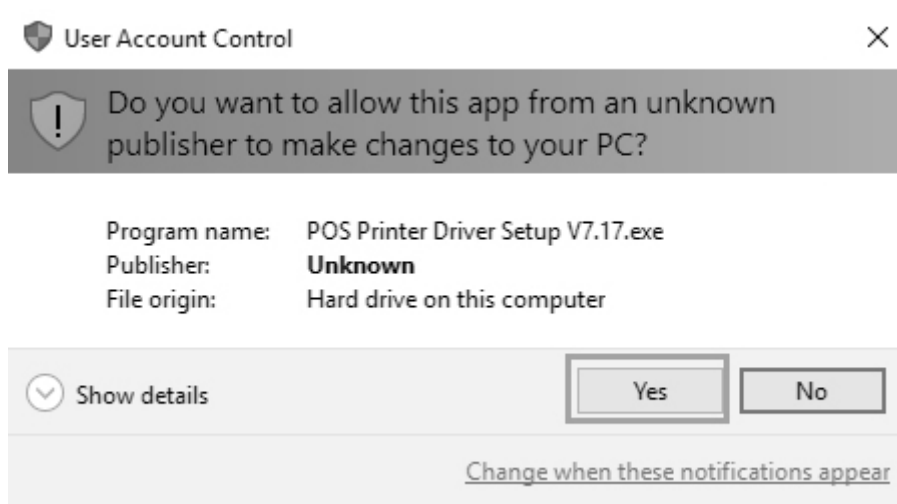 User Account Control
Do you want to allow this app from an unknown
publisher to make changes to your PC?
Program name: POS Printer Driver Setup V7.17.exe
Publisher: Unknown
File origin: Hard drive on this computer
Show details
Yes
No
Change when these notifications appear